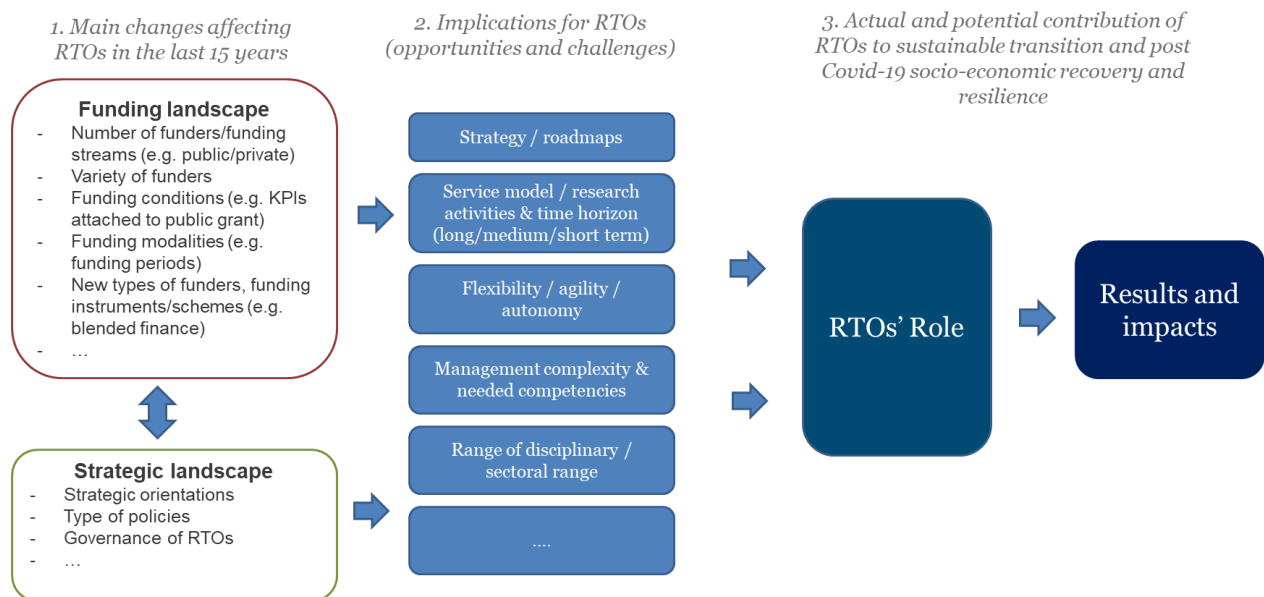 1. Main changes affecting
RTOs in the last 15 years
Funding landscape
- Number of funders/funding
streams (e.g. public/private)
- Variety of funders
- Funding conditions (e.g. KPIs
attached to public grant)
- Funding modalities (e.g.
funding periods)
- New types of funders, funding
instruments/schemes (e.g.
blended finance)
- …
Strategic landscape
- Strategic orientations
- Type of policies
- Governance of RTOs
- …
2. Implications for RTOs
(opportunities and challenges)
Strategy / roadmaps
Service model / research
activities & time horizon
(long/medium/short term)
Flexibility / agility /
autonomy
Management complexity &
needed competencies
Range of disciplinary /
sectoral range
....
3. Actual and potential contribution of
RTOs to sustainable transition and post
Covid-19 socio-economic recovery and
resilience
RTOs’ Role
Results and
impacts